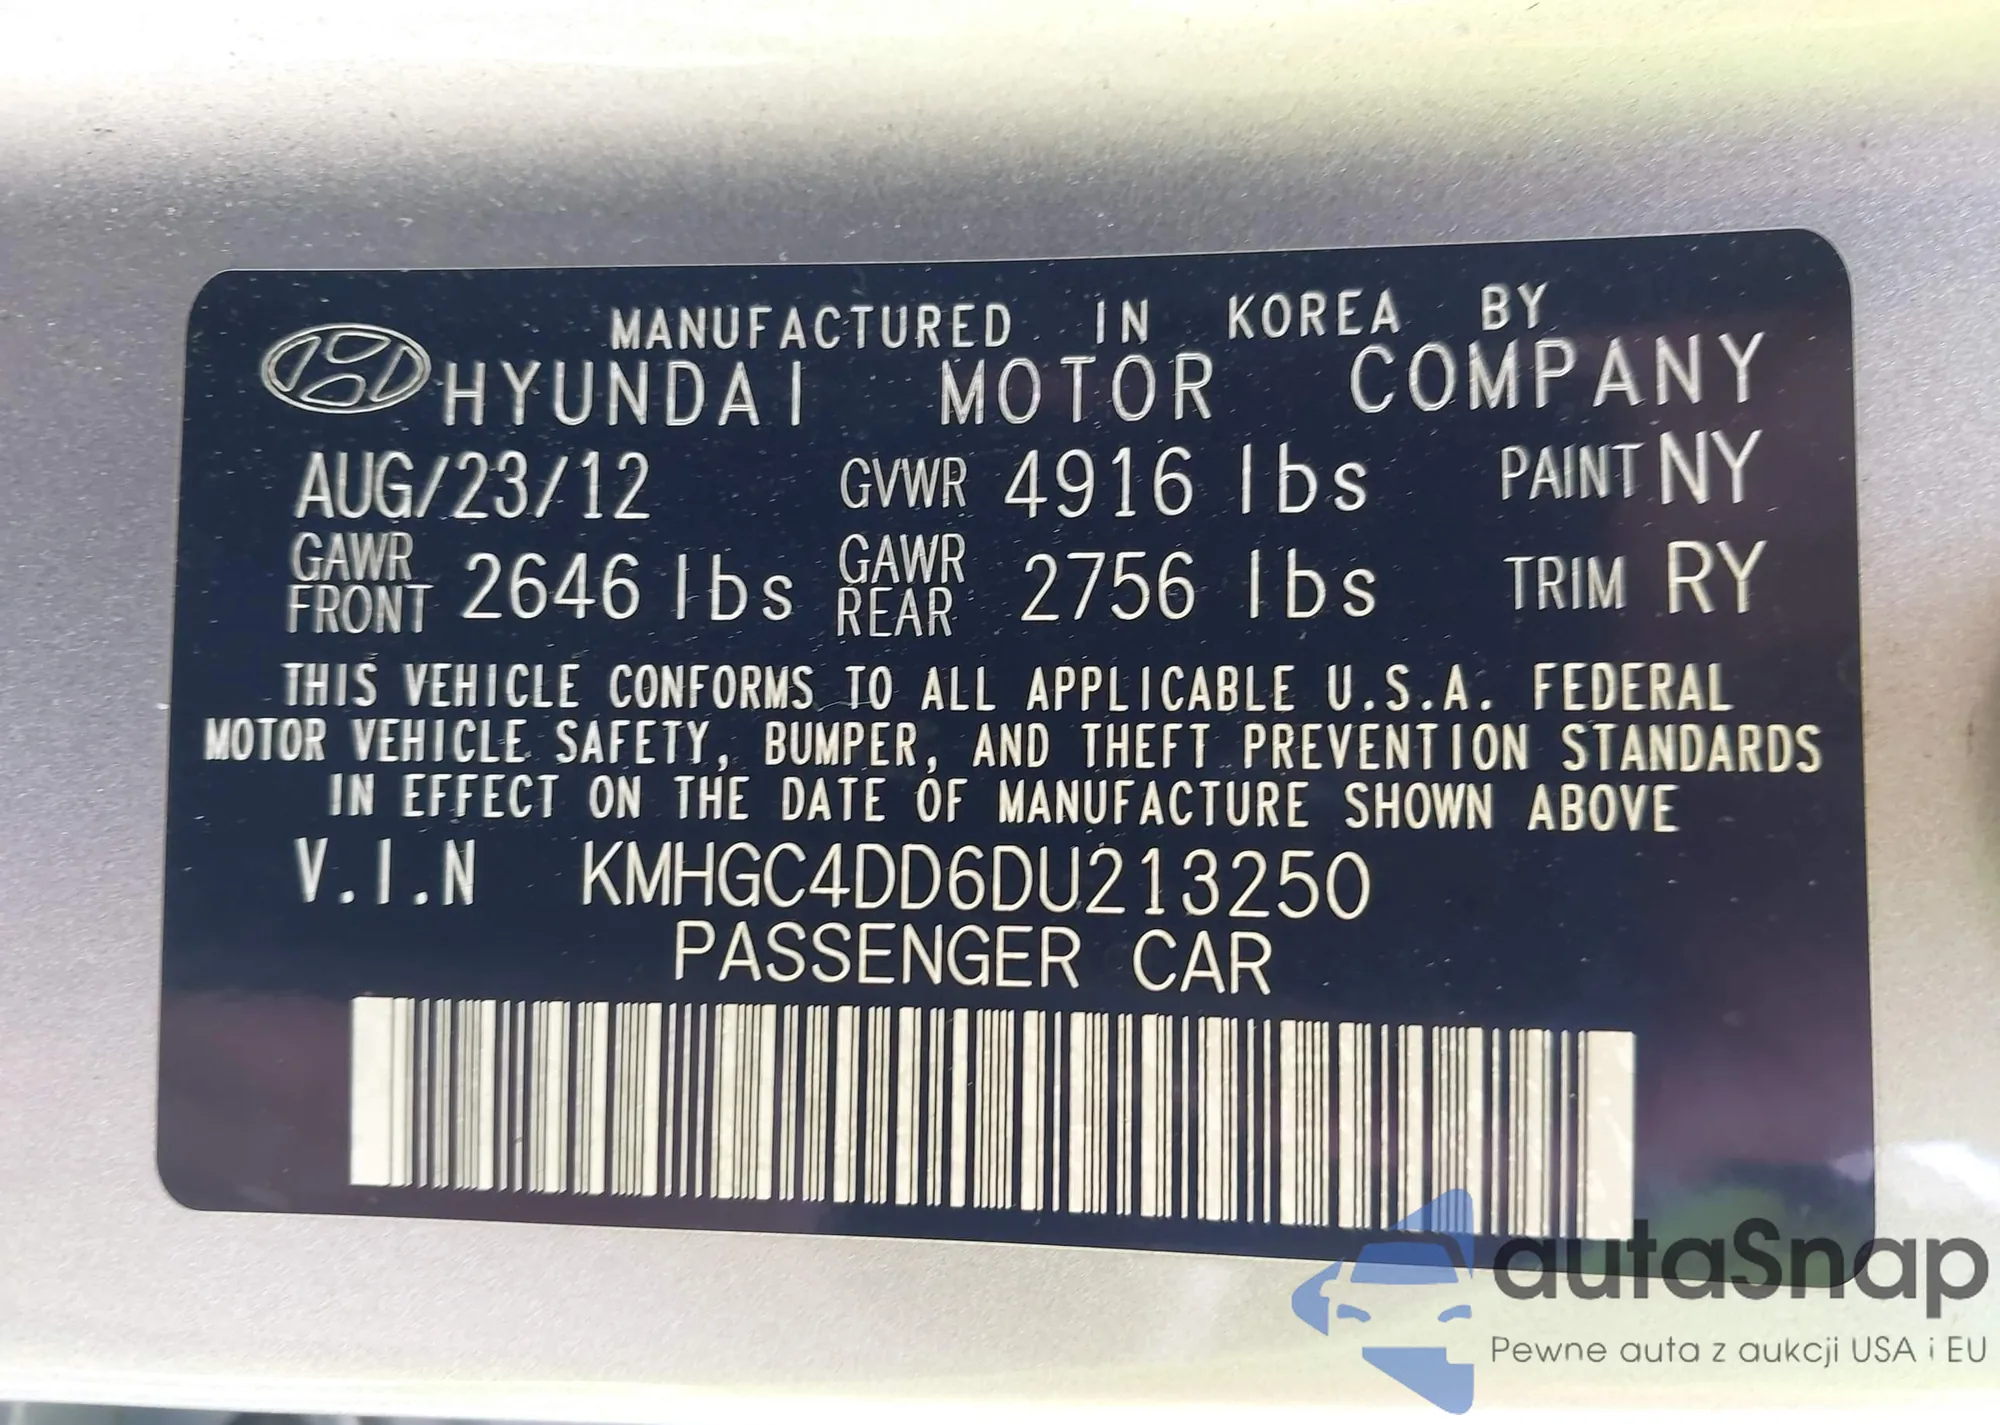 MANUFACTURED IN KOREA BY
HYUNDAI MOTOR COMPANY
AUG/23/12 GVWR 4916 lbs PAINT NY
GAWR FRONT 2646 lbs GAWR REAR 2756 lbs TRIM RY
THIS VEHICLE CONFORMS TO ALL APPLICABLE U.S.A. FEDERAL
MOTOR VEHICLE SAFETY, BUMPER, AND THEFT PREVENTION STANDARDS
IN EFFECT ON THE DATE OF MANUFACTURE SHOWN ABOVE
V.I.N KMHGC4DD6DU213250
PASSENGER CAR
autaSnap
Pewne auta z aukcji USA i EU